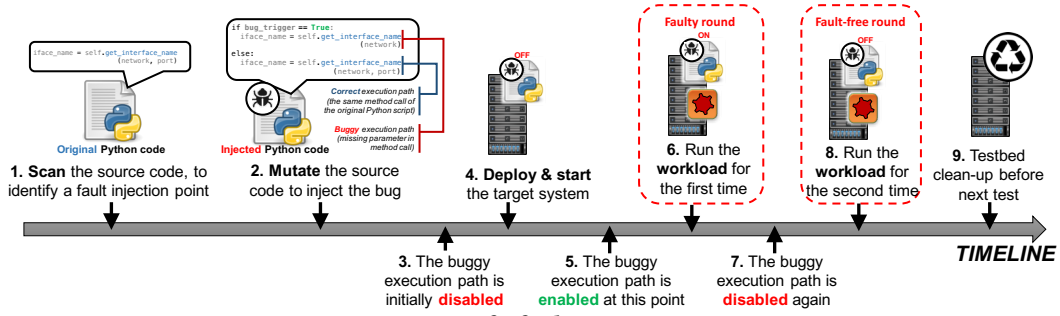 iface_name = self.get_interface_name
(network, port)
Original Python code
1. Scan the source code, to
identify a fault injection point
if bug_trigger == True:
iface_name = self.get_interface_name
(network)
else:
iface_name = self.get_interface_name
(network, port)
Correct execution path
(the same method call of
the original Python script)
Buggy execution path
(missing parameter in
method call)
Injected Python code
2. Mutate the source
code to inject the bug
OFF
4. Deploy & start
the target system
Faulty round
ON
6. Run the
workload for
the first time
Fault-free round
OFF
8. Run the
workload for
the second time
9. Testbed
clean-up before
next test
TIMELINE
3. The buggy
execution path is
initially disabled
5. The buggy
execution path is
enabled at this point
7. The buggy
execution path is
disabled again